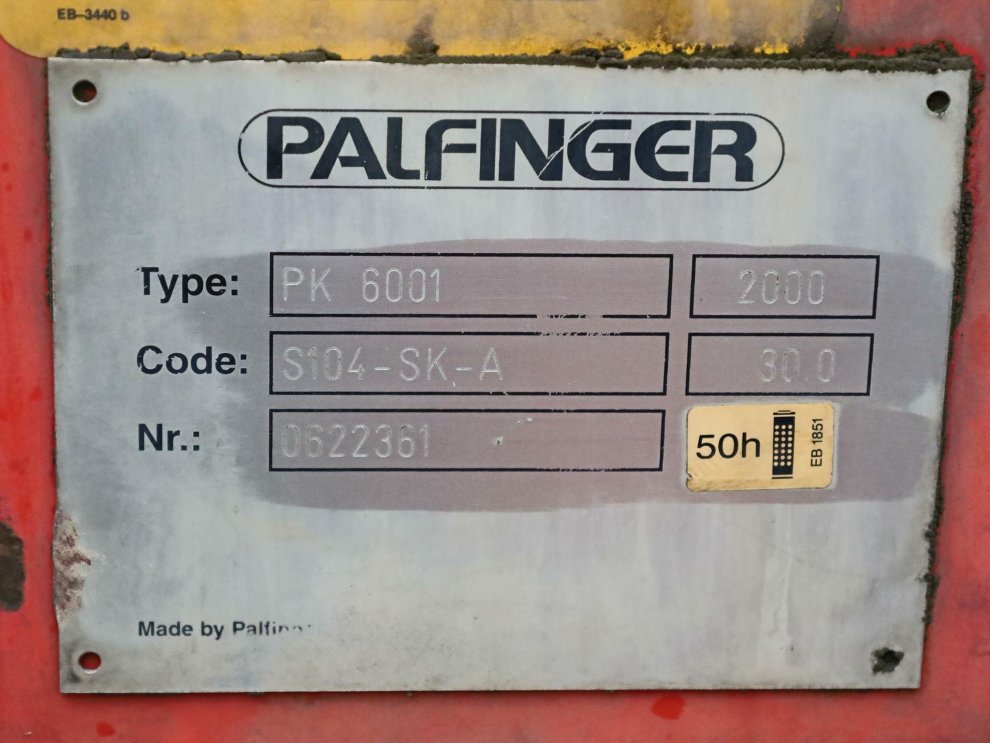 EB-3440 b
PALFINGER
Type: PK 6001 2000
Code: S104-SK-A 30.0
Nr.: 0622361
50h EB 1851
Made by